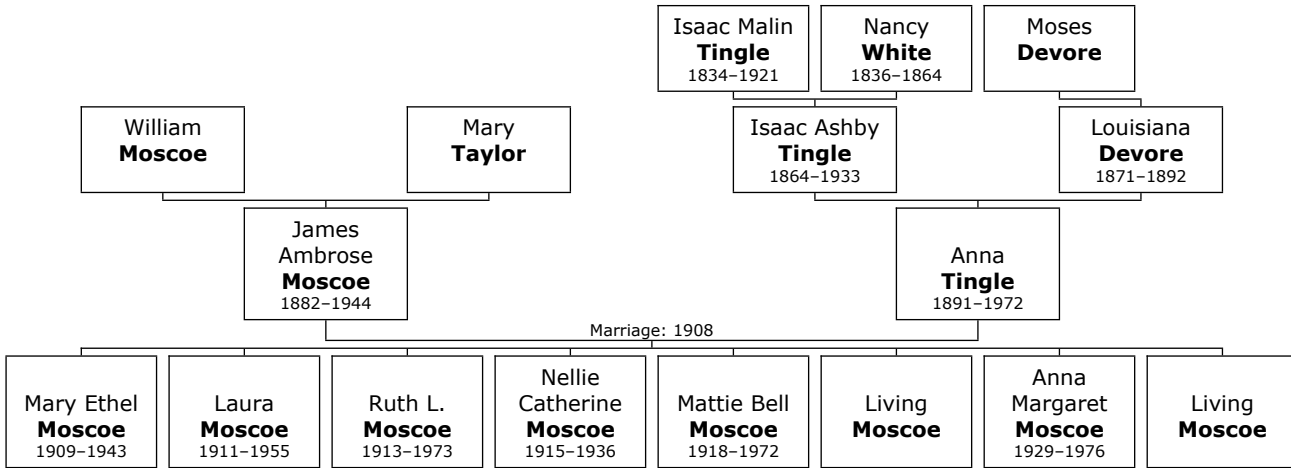 Isaac Malin
Tingle
1834–1921
Nancy
White
1836–1864
Moses
Devore
William
Moscoe
Mary
Taylor
Isaac Ashby
Tingle
1864–1933
Louisiana
Devore
1871–1892
James
Ambrose
Moscoe
1882–1944
Anna
Tingle
1891–1972
Marriage: 1908
Mary Ethel
Moscoe
1909–1943
Laura
Moscoe
1911–1955
Ruth L.
Moscoe
1913–1973
Nellie
Catherine
Moscoe
1915–1936
Mattie Bell
Moscoe
1918–1972
Living
Moscoe
Anna
Margaret
Moscoe
1929–1976
Living
Moscoe